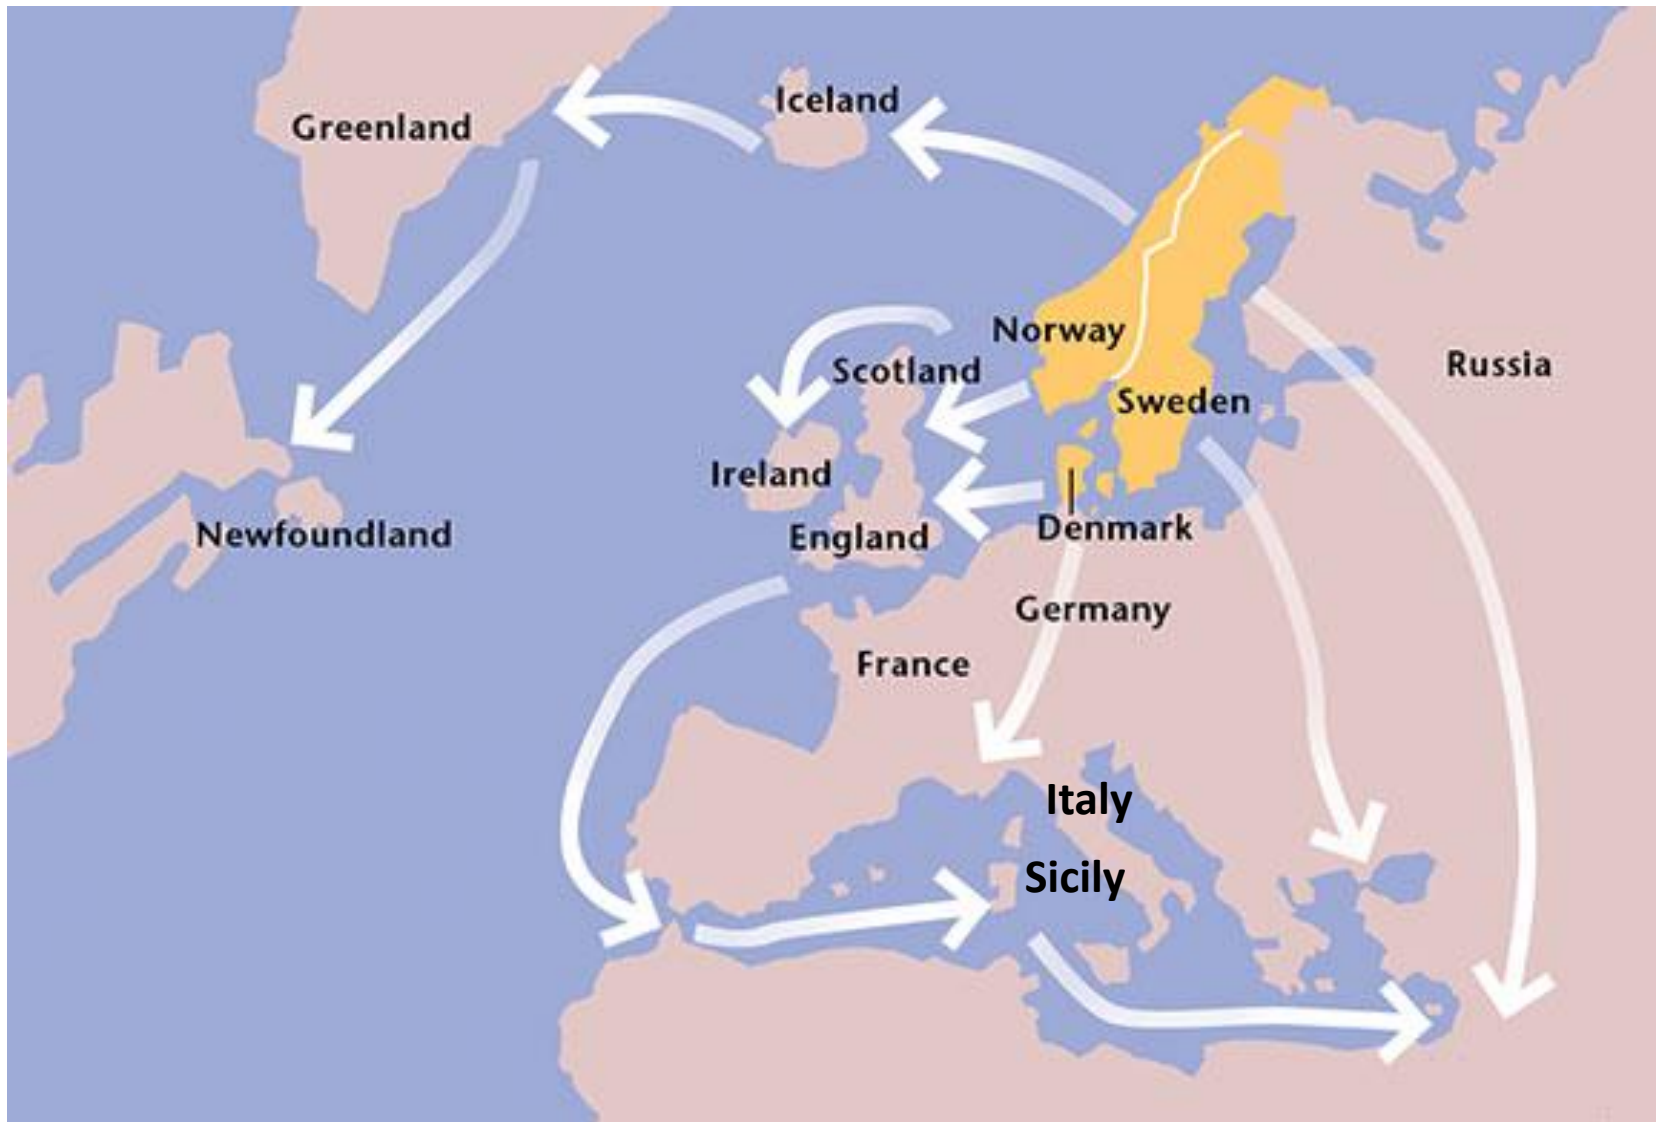 Iceland
Greenland
Norway
Scotland
Russia
Sweden
Ireland
Newfoundland
England
Denmark
Germany
France
Italy
Sicily